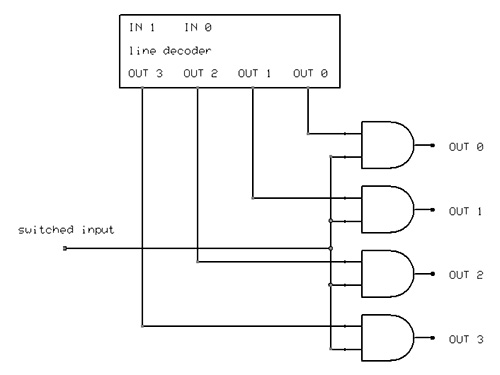 IN 1 IN 0
line decoder
OUT 3 OUT 2 OUT 1 OUT 0
OUT 0
OUT 1
switched input
OUT 2
OUT 3